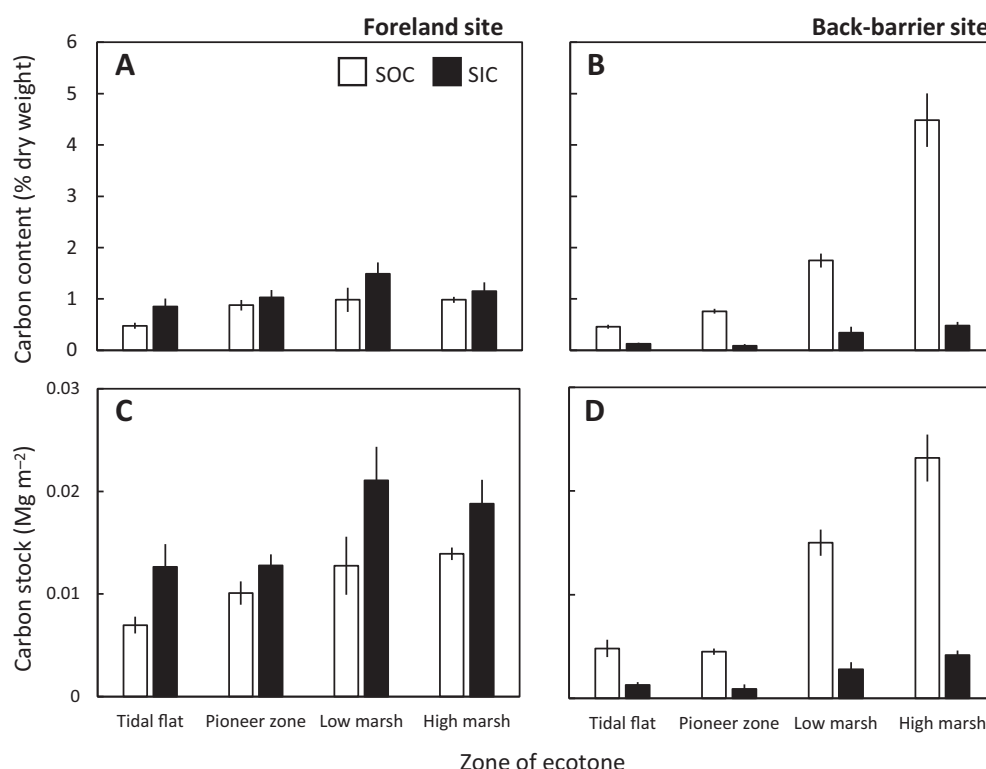 Foreland site
Back-barrier site
Carbon content (% dry weight)
6
5
4
3
2
1
0
A
SOC
SIC
B
Carbon stock (Mg m⁻²)
0.03
0.02
0.01
0
C
D
Tidal flat
Pioneer zone
Low marsh
High marsh
Tidal flat
Pioneer zone
Low marsh
High marsh
Zone of ecotone